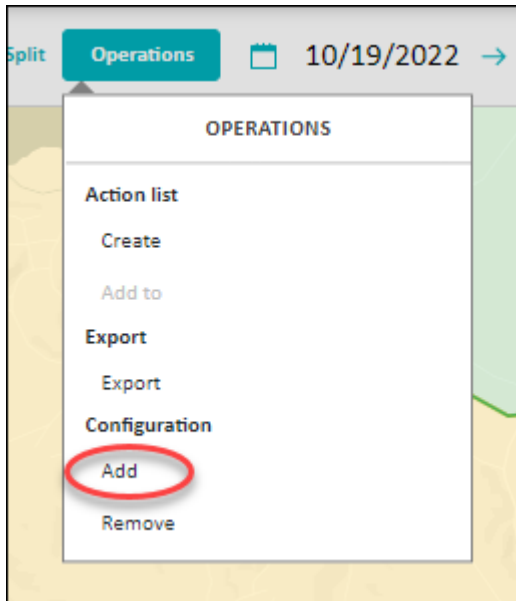 Split Operations 10/19/2022 →
OPERATIONS
Action list
Create
Add to
Export
Export
Configuration
Add
Remove